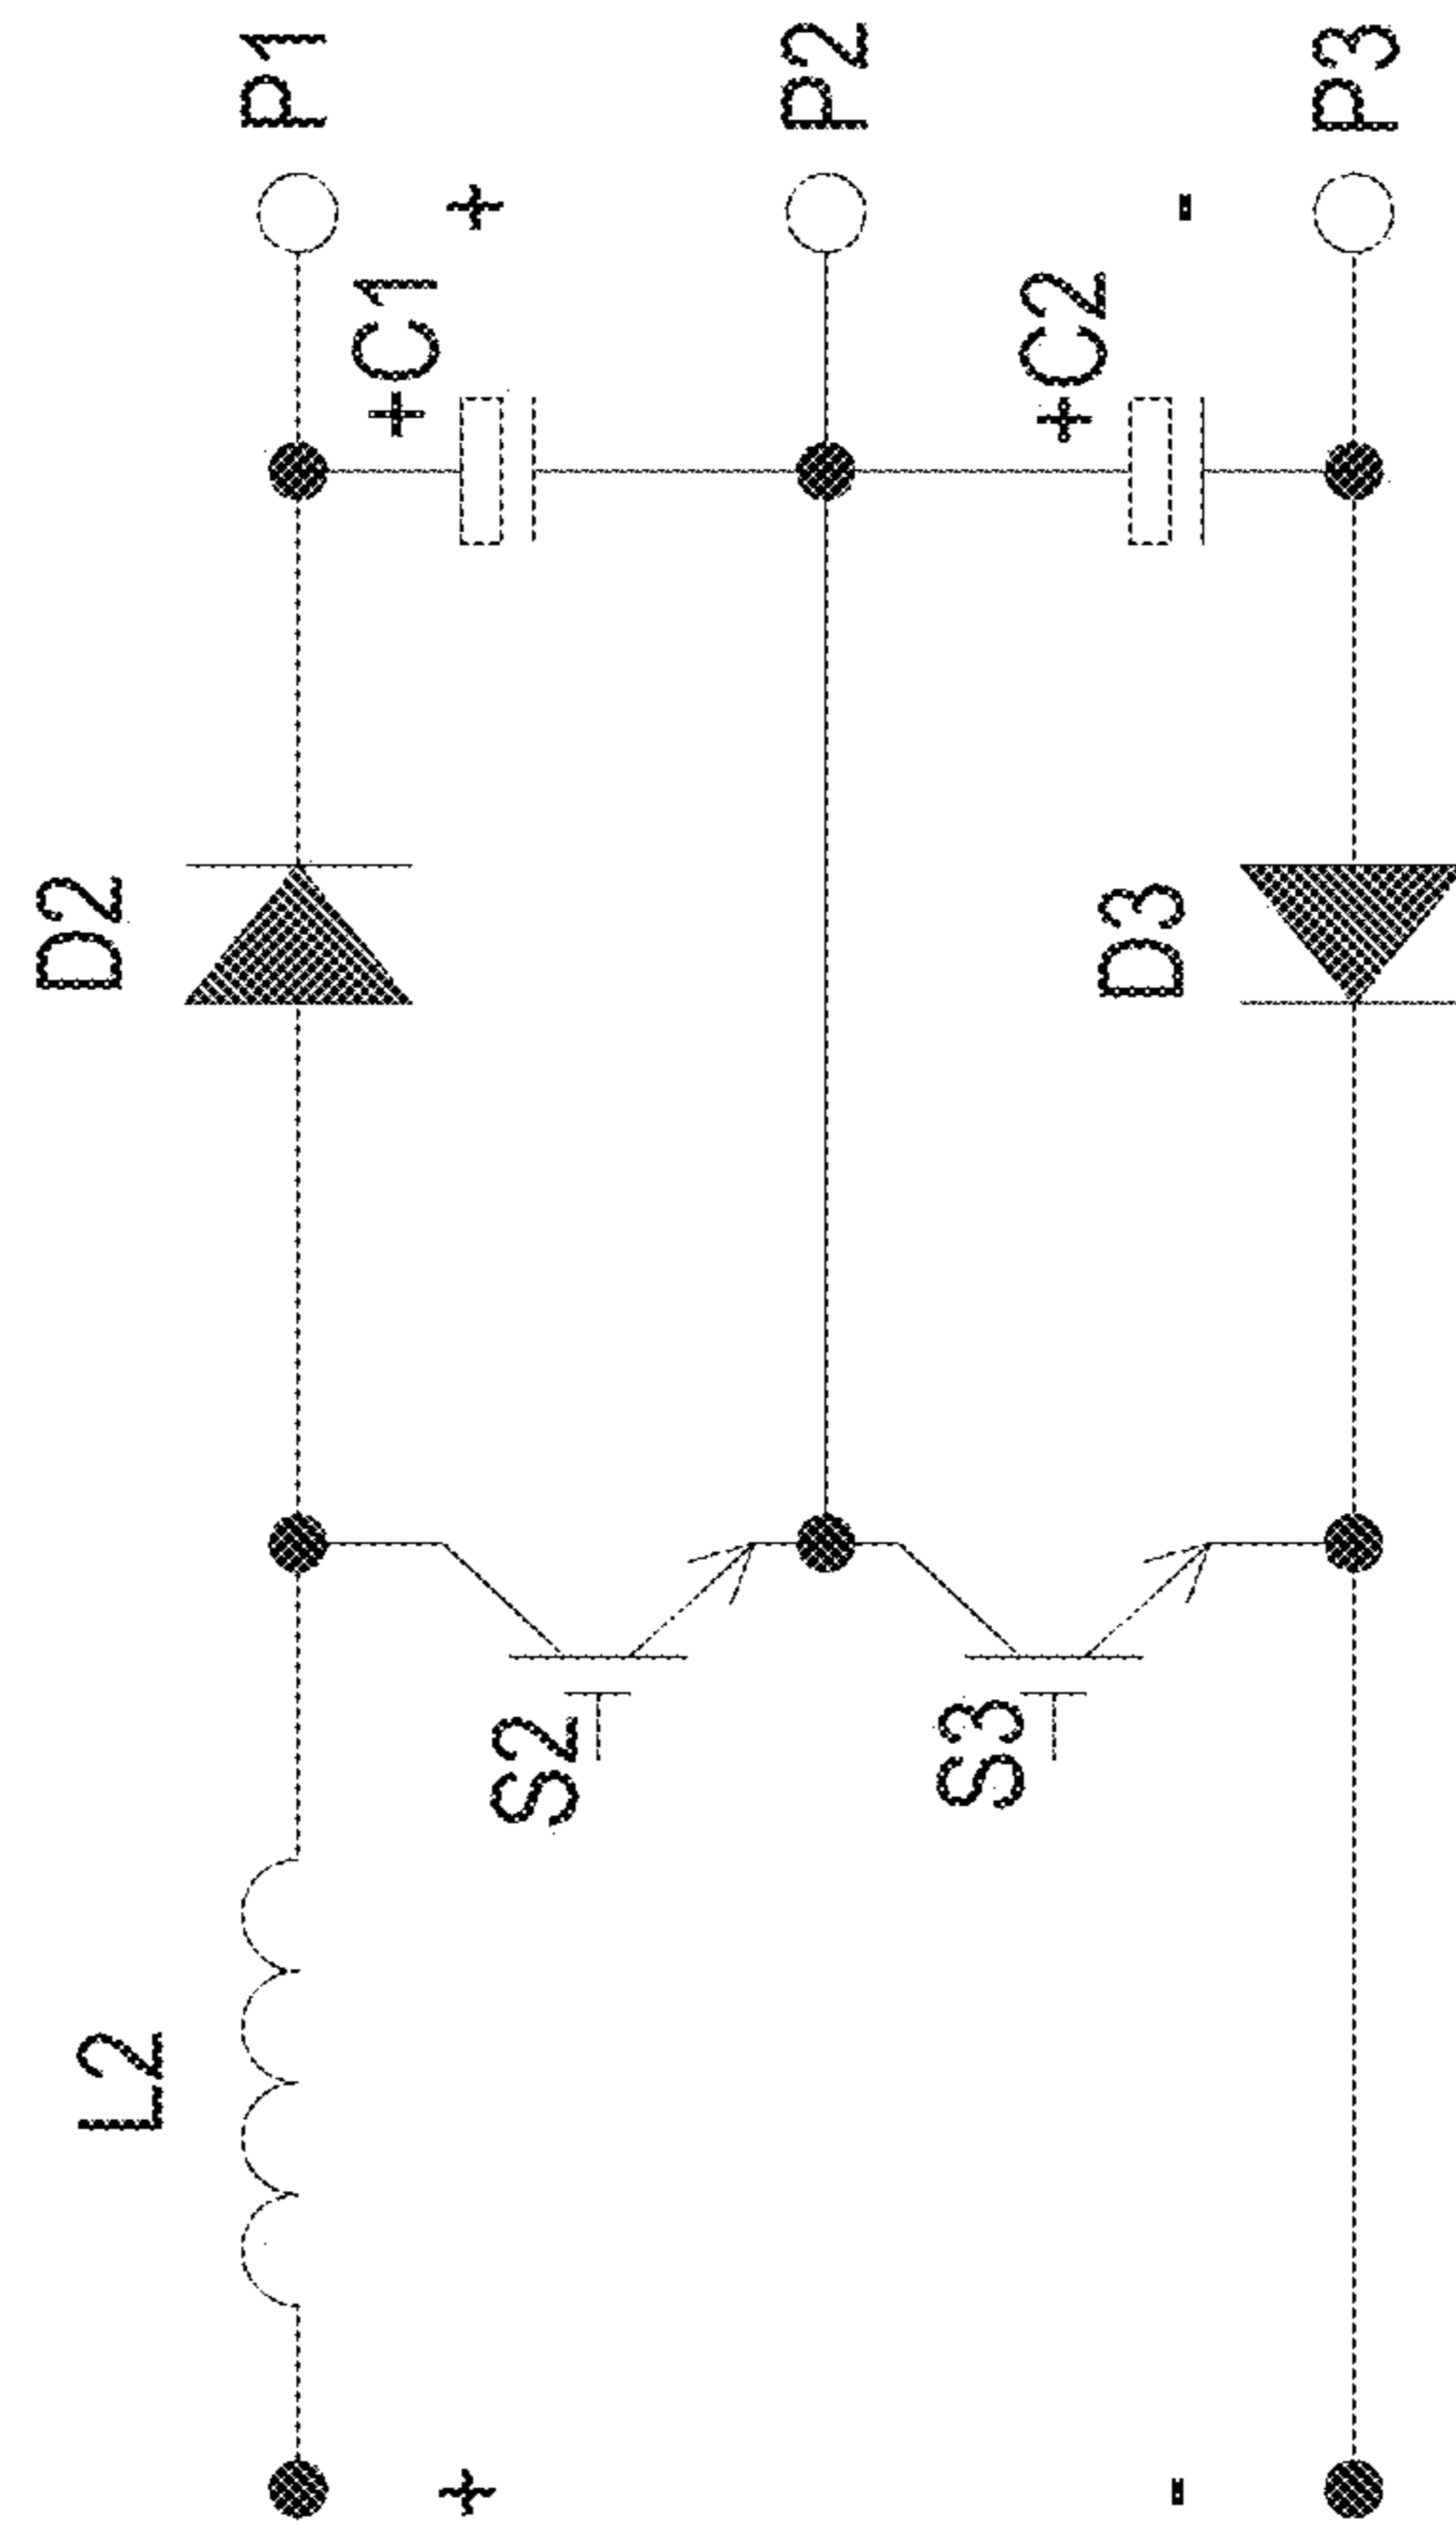 L2
D2
P1
+C1
+
S2
P2
S3
+C2
D3
P3
+
-
-